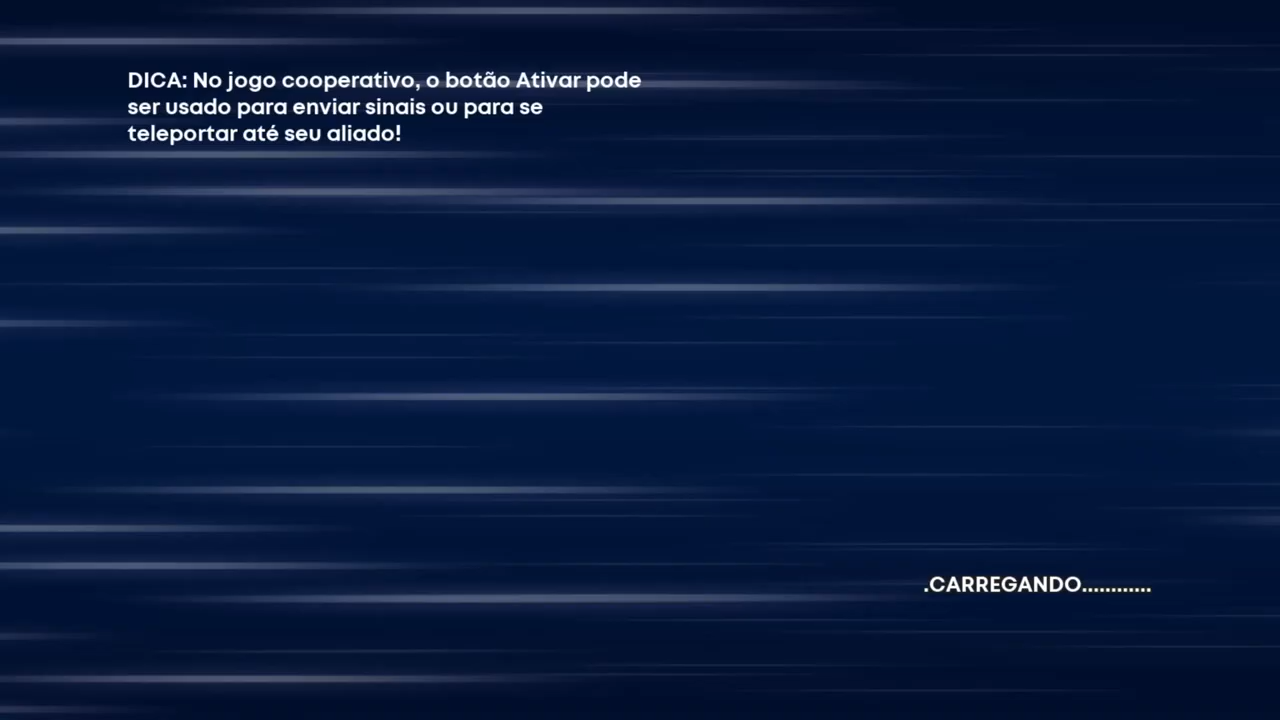 DICA: No jogo cooperativo, o botão Ativar pode
ser usado para enviar sinais ou para se
teleportar até seu aliado!
.CARREGANDO............